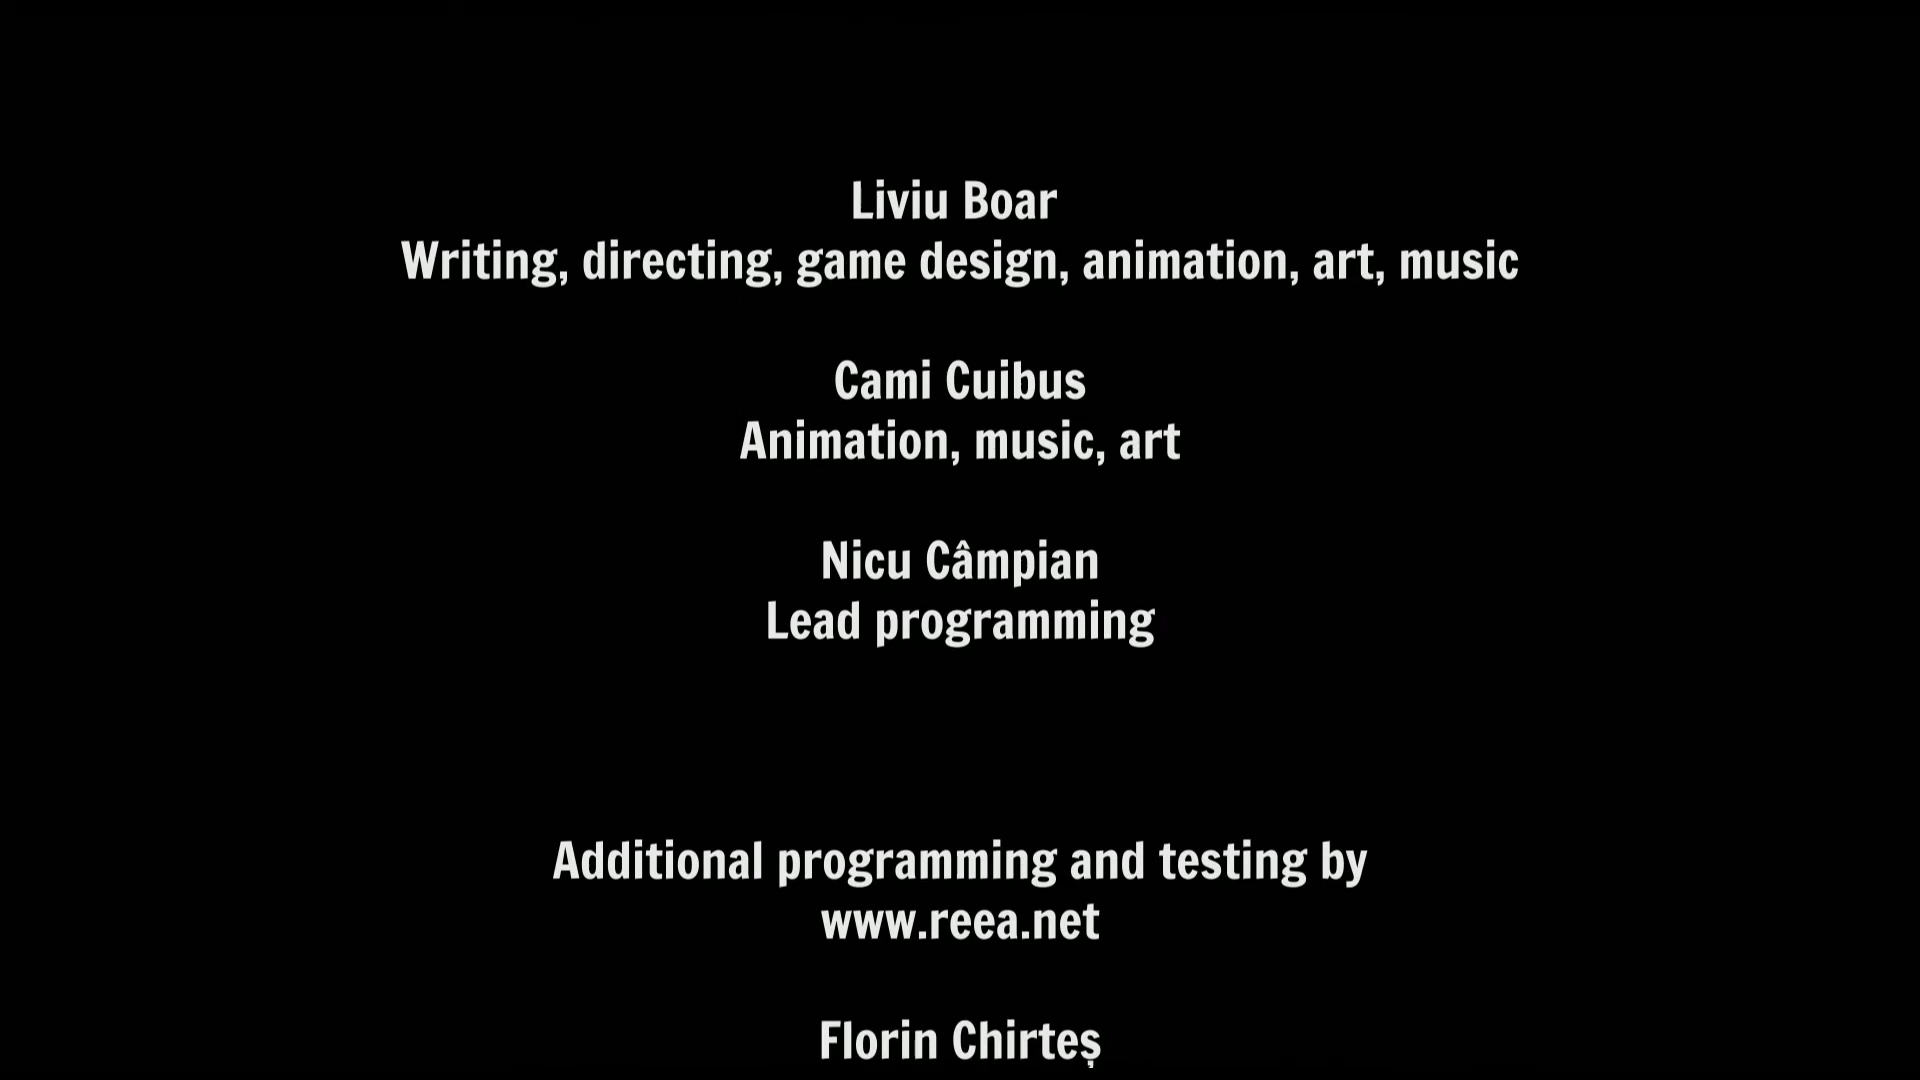 Liviu Boar
Writing, directing, game design, animation, art, music
Cami Cuibus
Animation, music, art
Nicu Câmpian
Lead programming
Additional programming and testing by
www.reea.net
Florin Chirteș